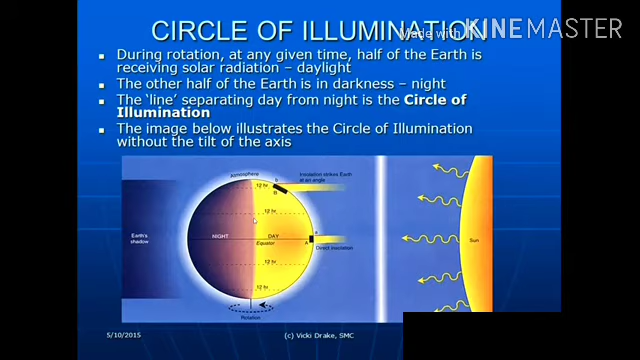 CIRCLE OF ILLUMINATION
Made with KINEMASTER
During rotation, at any given time, half of the Earth is
receiving solar radiation – daylight
The other half of the Earth is in darkness – night
The 'line' separating day from night is the Circle of
Illumination
The image below illustrates the Circle of Illumination
without the tilt of the axis
Atmosphere
Insolation strikes Earth
at an angle
b
B
12 hr
12 hr
Earth's
shadow
NIGHT
DAY
Equator
a
A
Direct insolation
Sun
12 hr
12 hr
Rotation
5/10/2015
(c) Vicki Drake, SMC